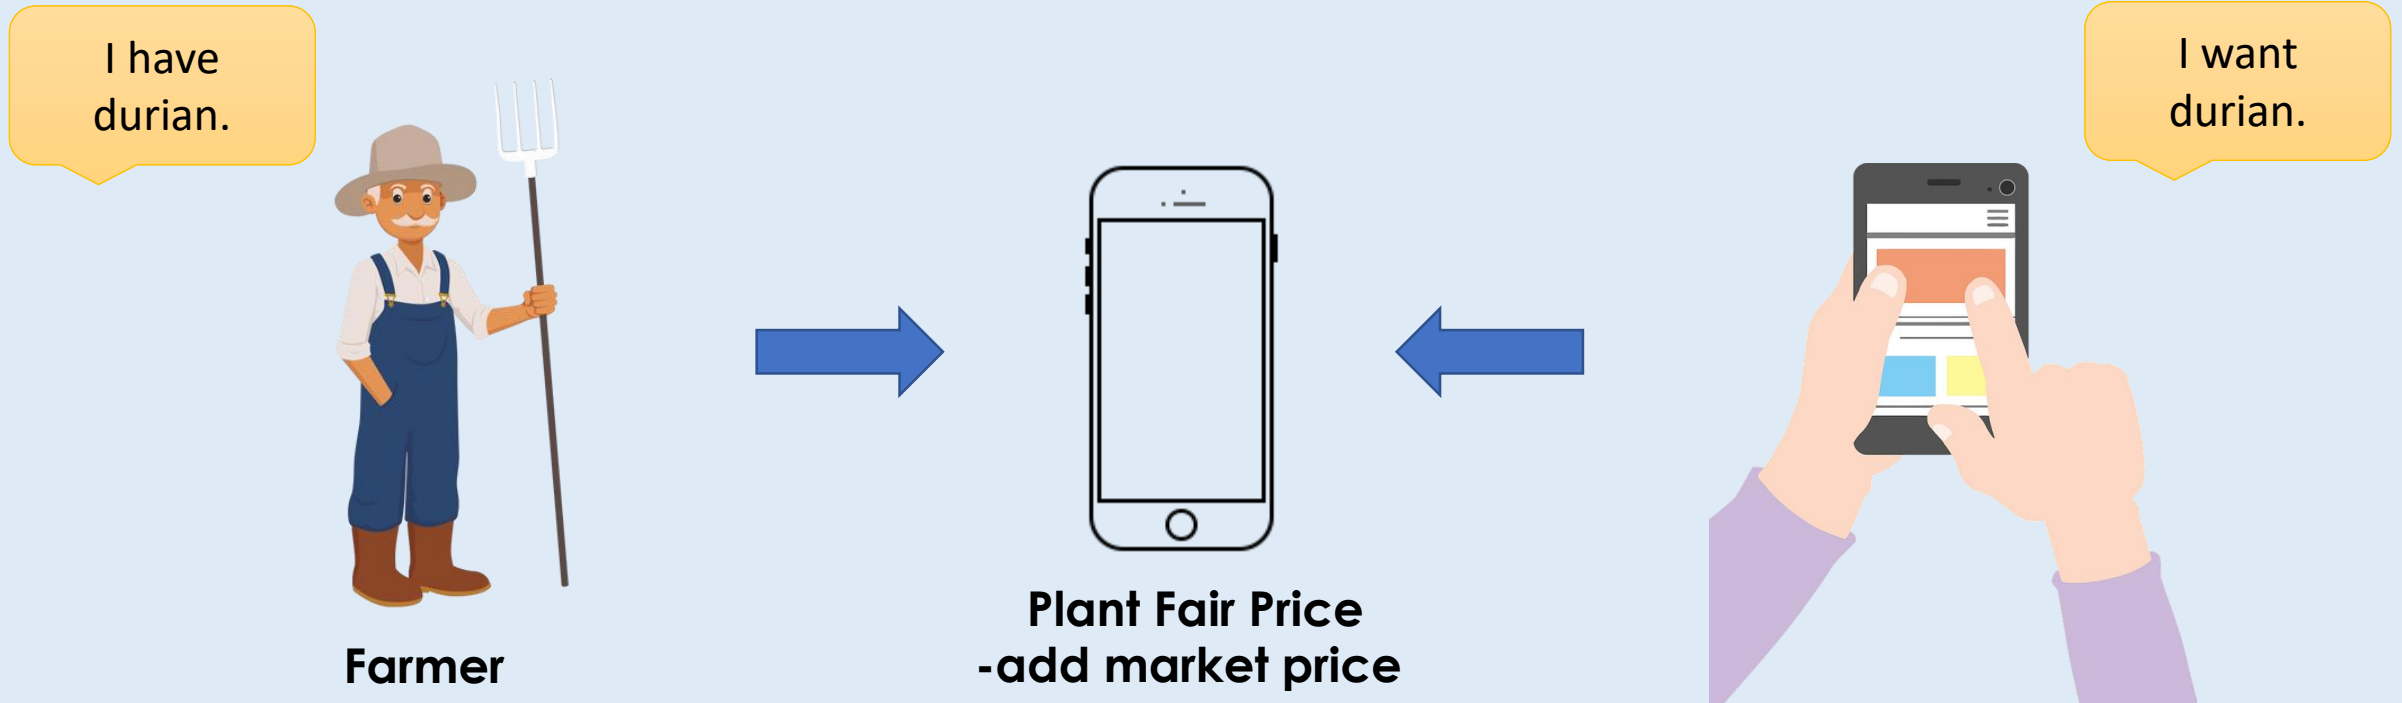 I have
durian.
I want
durian.
Plant Fair Price
-add market price
Farmer